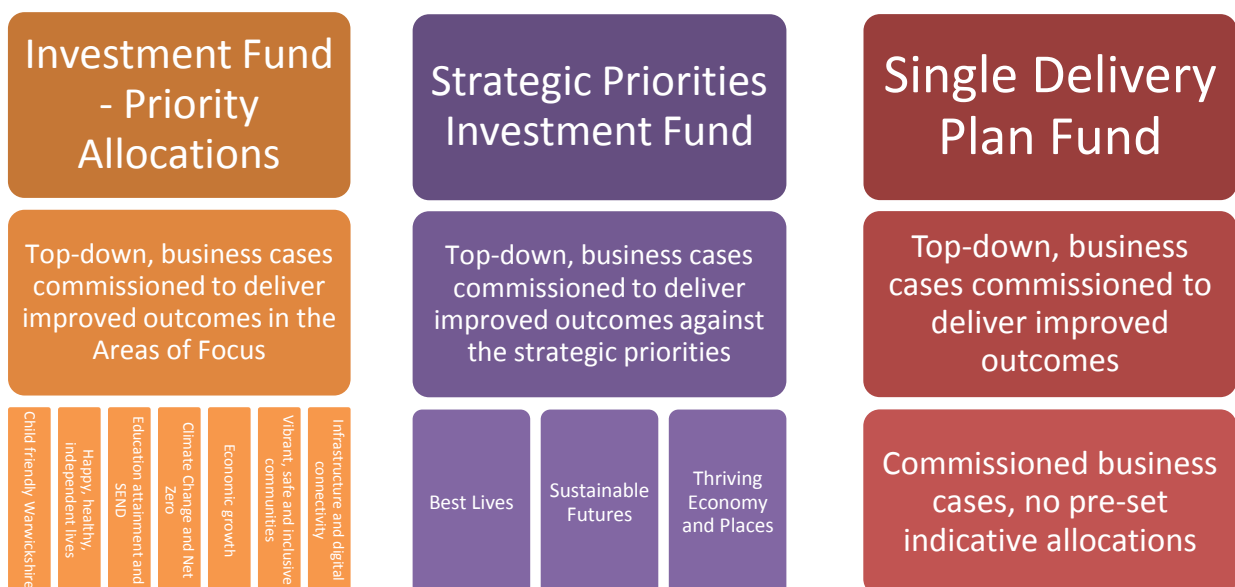 Investment Fund
- Priority
Allocations
Top-down, business cases
commissioned to deliver
improved outcomes in the
Areas of Focus
Child friendly Warwickshire
Happy, healthy,
independent lives
Education attainment and
SEND
Climate Change and Net
Zero
Economic growth
Vibrant, safe and inclusive
communities
Infrastructure and digital
connectivity
Strategic Priorities
Investment Fund
Top-down, business cases
commissioned to deliver
improved outcomes against
the strategic priorities
Best Lives
Sustainable
Futures
Thriving
Economy
and Places
Single Delivery
Plan Fund
Top-down, business
cases commissioned to
deliver improved
outcomes
Commissioned business
cases, no pre-set
indicative allocations